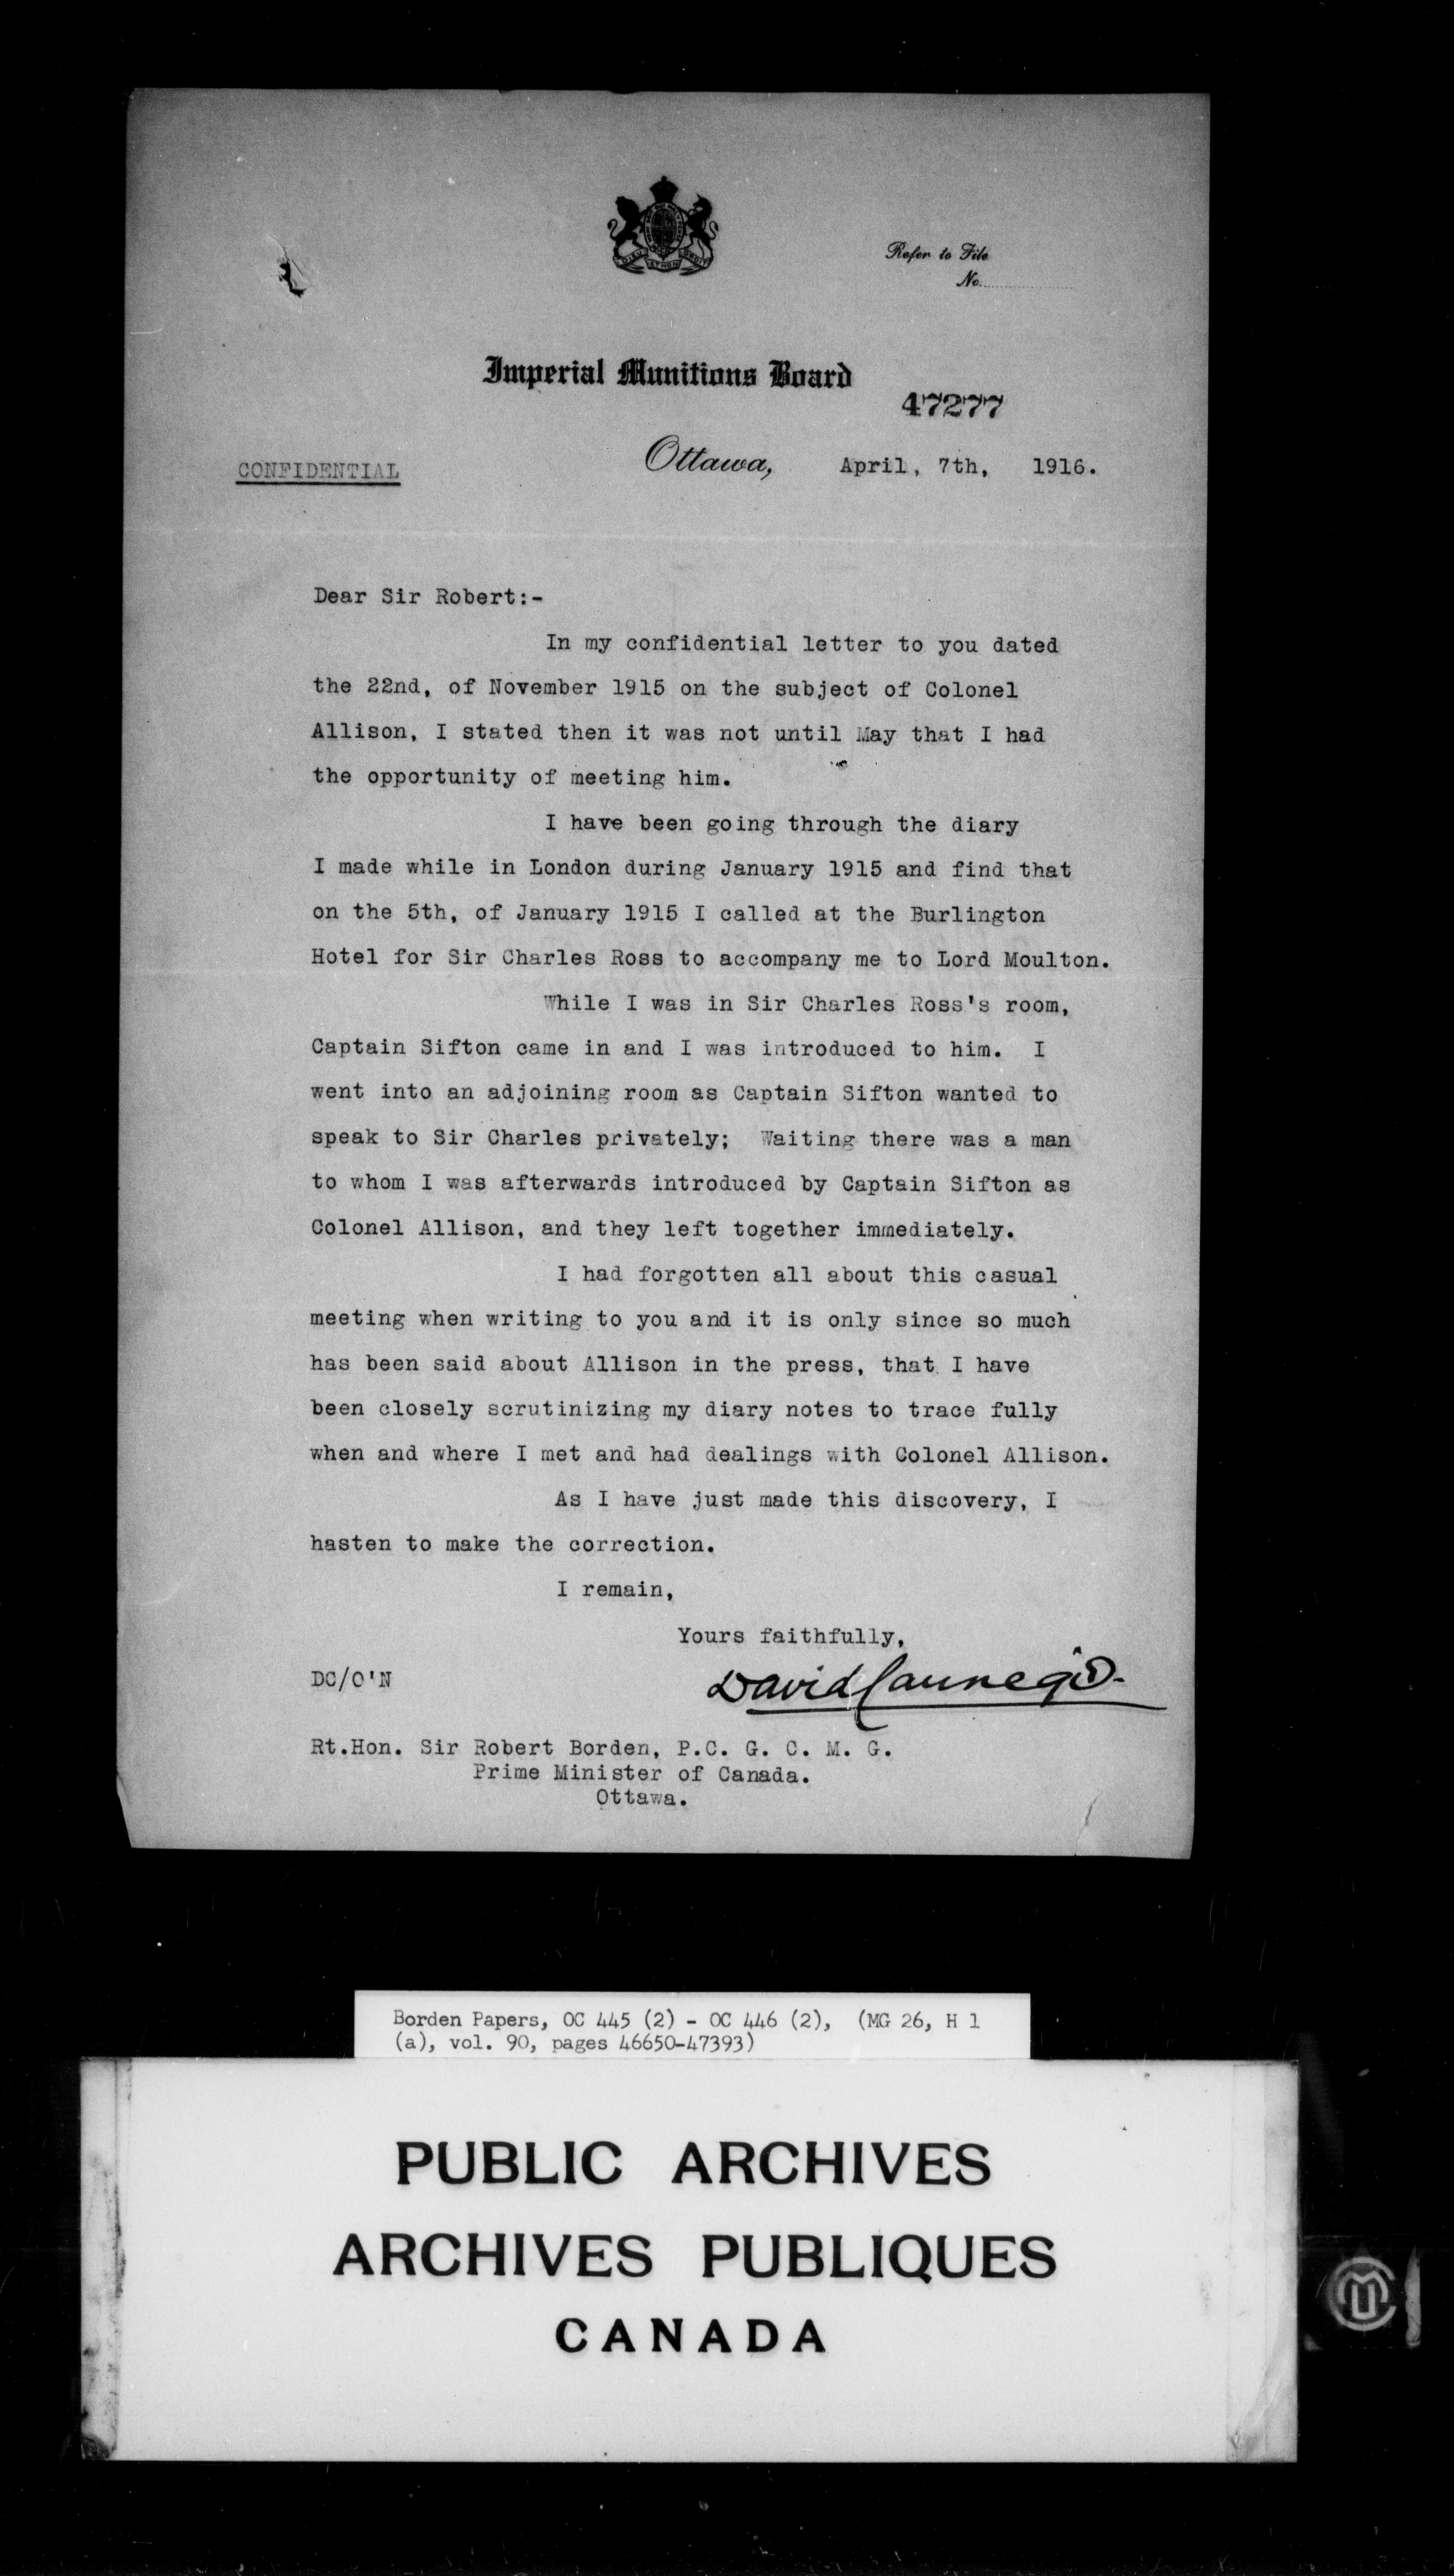 DIEU ET MON DROIT
Refer to File
No.
Imperial Munitions Board
47277
CONFIDENTIAL
Ottawa, April, 7th, 1916.
Dear Sir Robert:-
In my confidential letter to you dated
the 22nd, of November 1915 on the subject of Colonel
Allison, I stated then it was not until May that I had
the opportunity of meeting him.
I have been going through the diary
I made while in London during January 1915 and find that
on the 5th, of January 1915 I called at the Burlington
Hotel for Sir Charles Ross to accompany me to Lord Moulton.
While I was in Sir Charles Ross's room,
Captain Sifton came in and I was introduced to him. I
went into an adjoining room as Captain Sifton wanted to
speak to Sir Charles privately; Waiting there was a man
to whom I was afterwards introduced by Captain Sifton as
Colonel Allison, and they left together immediately.
I had forgotten all about this casual
meeting when writing to you and it is only since so much
has been said about Allison in the press, that I have
been closely scrutinizing my diary notes to trace fully
when and where I met and had dealings with Colonel Allison.
As I have just made this discovery, I
hasten to make the correction.
I remain,
Yours faithfully,
DC/O'N
David Carnegie.
Rt.Hon. Sir Robert Borden, P.C. G. C. M. G.
Prime Minister of Canada.
Ottawa.
Borden Papers, OC 445 (2) - OC 446 (2), (MG 26, H 1
(a), vol. 90, pages 46650-47393)
PUBLIC ARCHIVES
ARCHIVES PUBLIQUES
CANADA